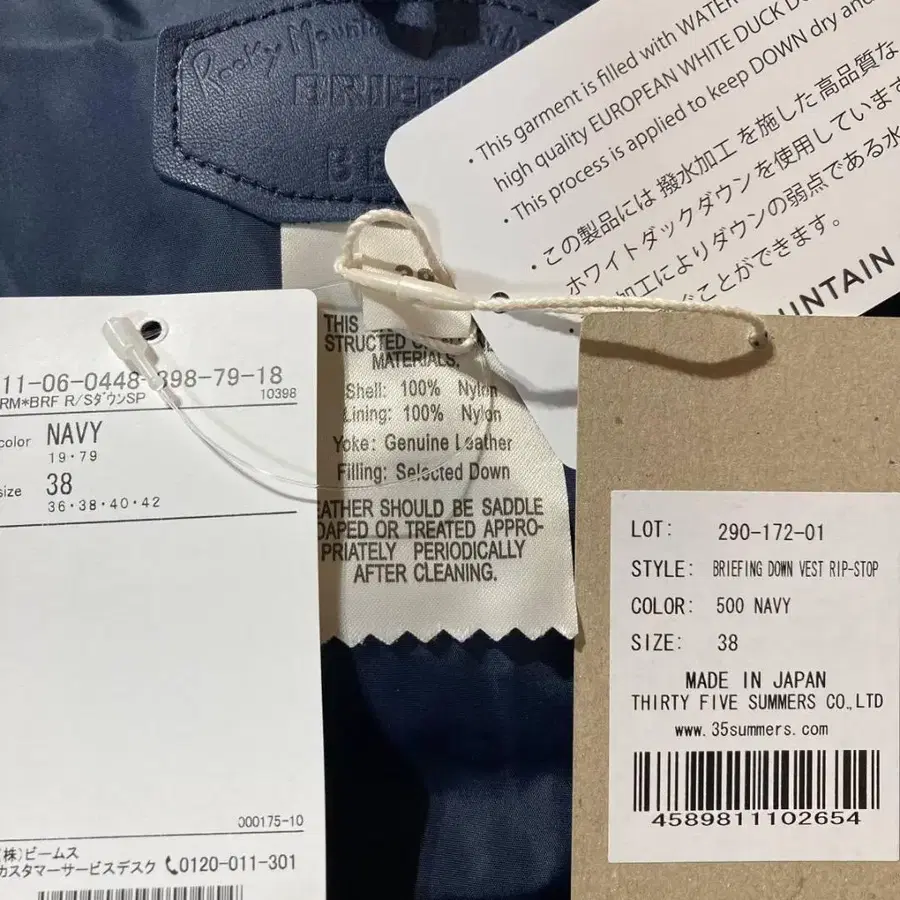 Rocky Mountain
BRIEFI
BE
• This garment is filled with WATER
high quality EUROPEAN WHITE DUCK DO
• This process is applied to keep DOWN dry and
• この製品には 撥水加工 を施した 高品質な
ホワイトダックダウン を使用しています
加工によりダウンの弱点である水
ことができます。
UNTAIN
11-06-0448-398-79-18
RM*BRF R/SダウンSP
10398
color NAVY
19・79
size 38
36・38・40・42
000175-10
(株)ビームス
カスタマーサービスデスク 0120-011-301
THIS
STRUCTED
MATERIALS.
Shell: 100% Nylon
Lining: 100% Nylon
Yoke: Genuine Leather
Filling: Selected Down
EATHER SHOULD BE SADDLE
OAPED OR TREATED APPRO-
PRIATELY PERIODICALLY
AFTER CLEANING.
LOT: 290-172-01
STYLE: BRIEFING DOWN VEST RIP-STOP
COLOR: 500 NAVY
SIZE: 38
MADE IN JAPAN
THIRTY FIVE SUMMERS CO.,LTD
www.35summers.com
4589811102654